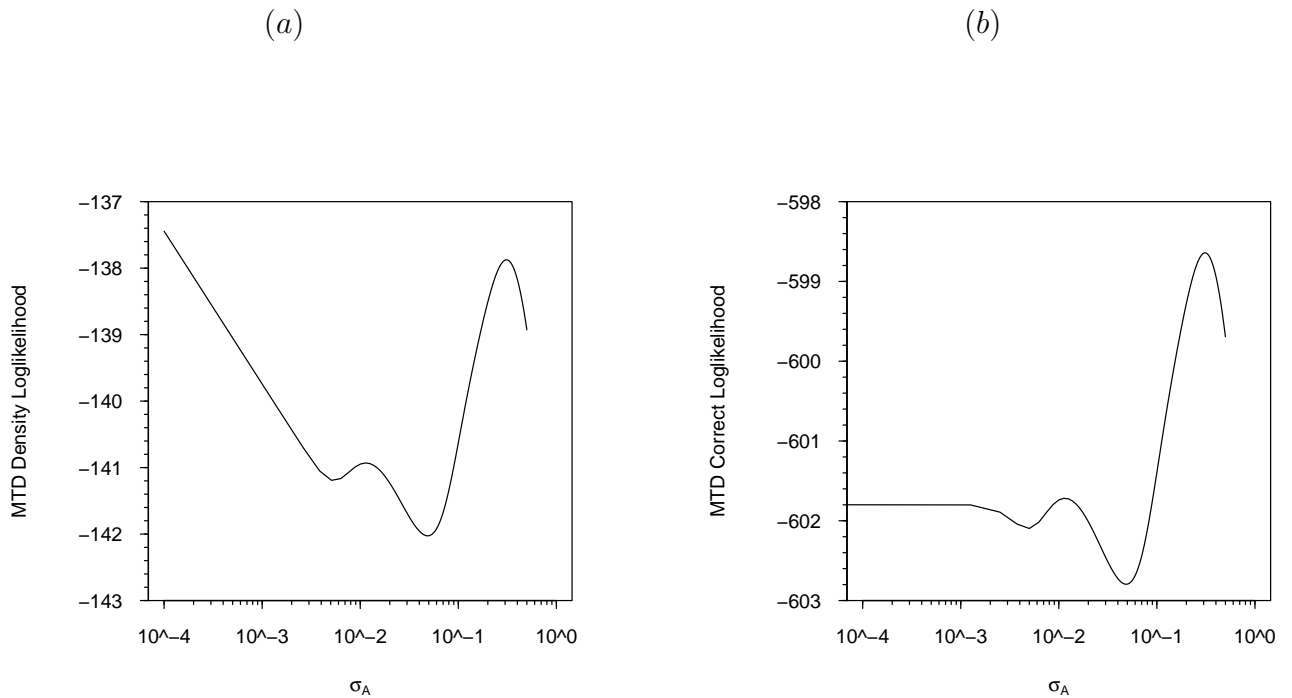 (a)
MTD Density Loglikelihood
−137
−138
−139
−140
−141
−142
−143
10^−4 10^−3 10^−2 10^−1 10^0
σA
(b)
MTD Correct Loglikelihood
−598
−599
−600
−601
−602
−603
10^−4 10^−3 10^−2 10^−1 10^0
σA